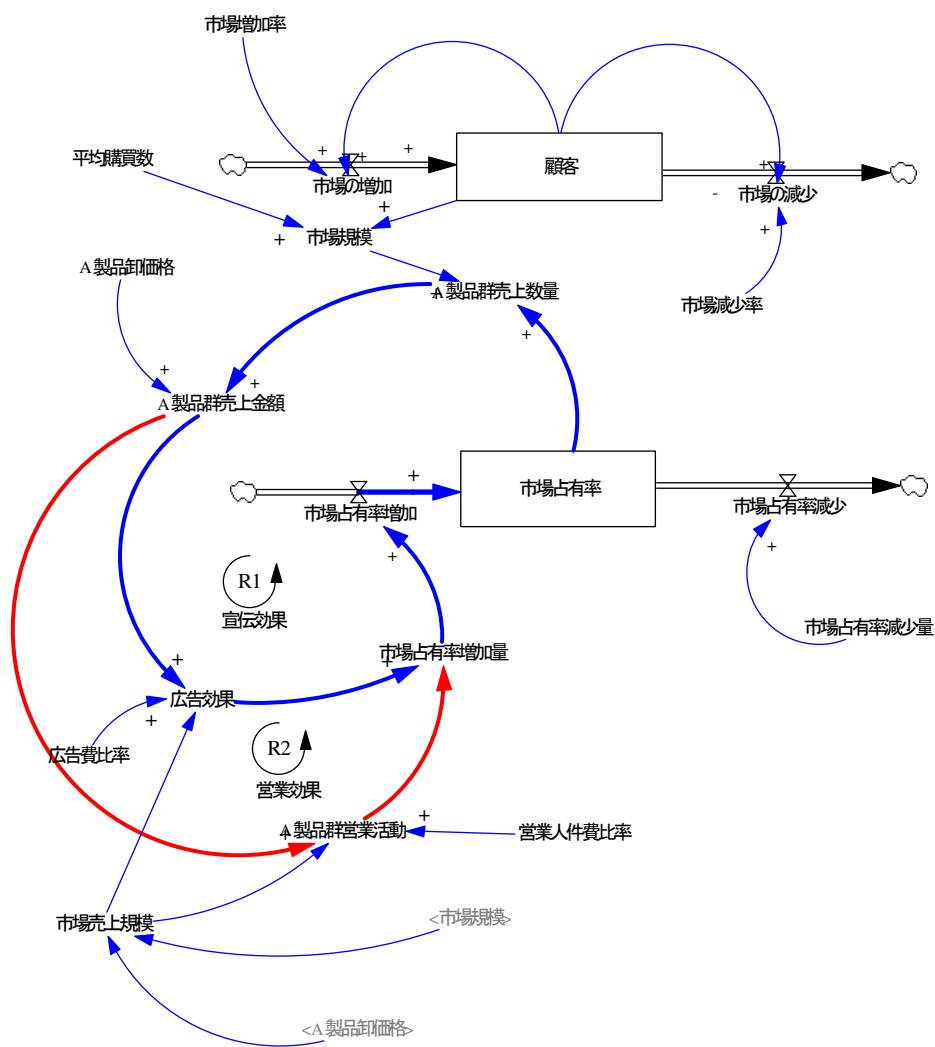 市場増加率
平均購買数
+
+
+
顧客
+
市場の増加
市場の減少
-
+
市場規模
+
+
A 製品卸価格
A 製品群売上数量
+
市場減少率
+
+
+
A 製品群売上金額
+
市場占有率
市場占有率増加
市場占有率減少
+
+
R1
宣伝効果
市場占有率増加量
+
市場占有率減少量
+
広告効果
+
広告費比率
R2
営業効果
A 製品群営業活動
+
+
営業人件費比率
市場売上規模
<市場規模>
<A 製品卸価格>